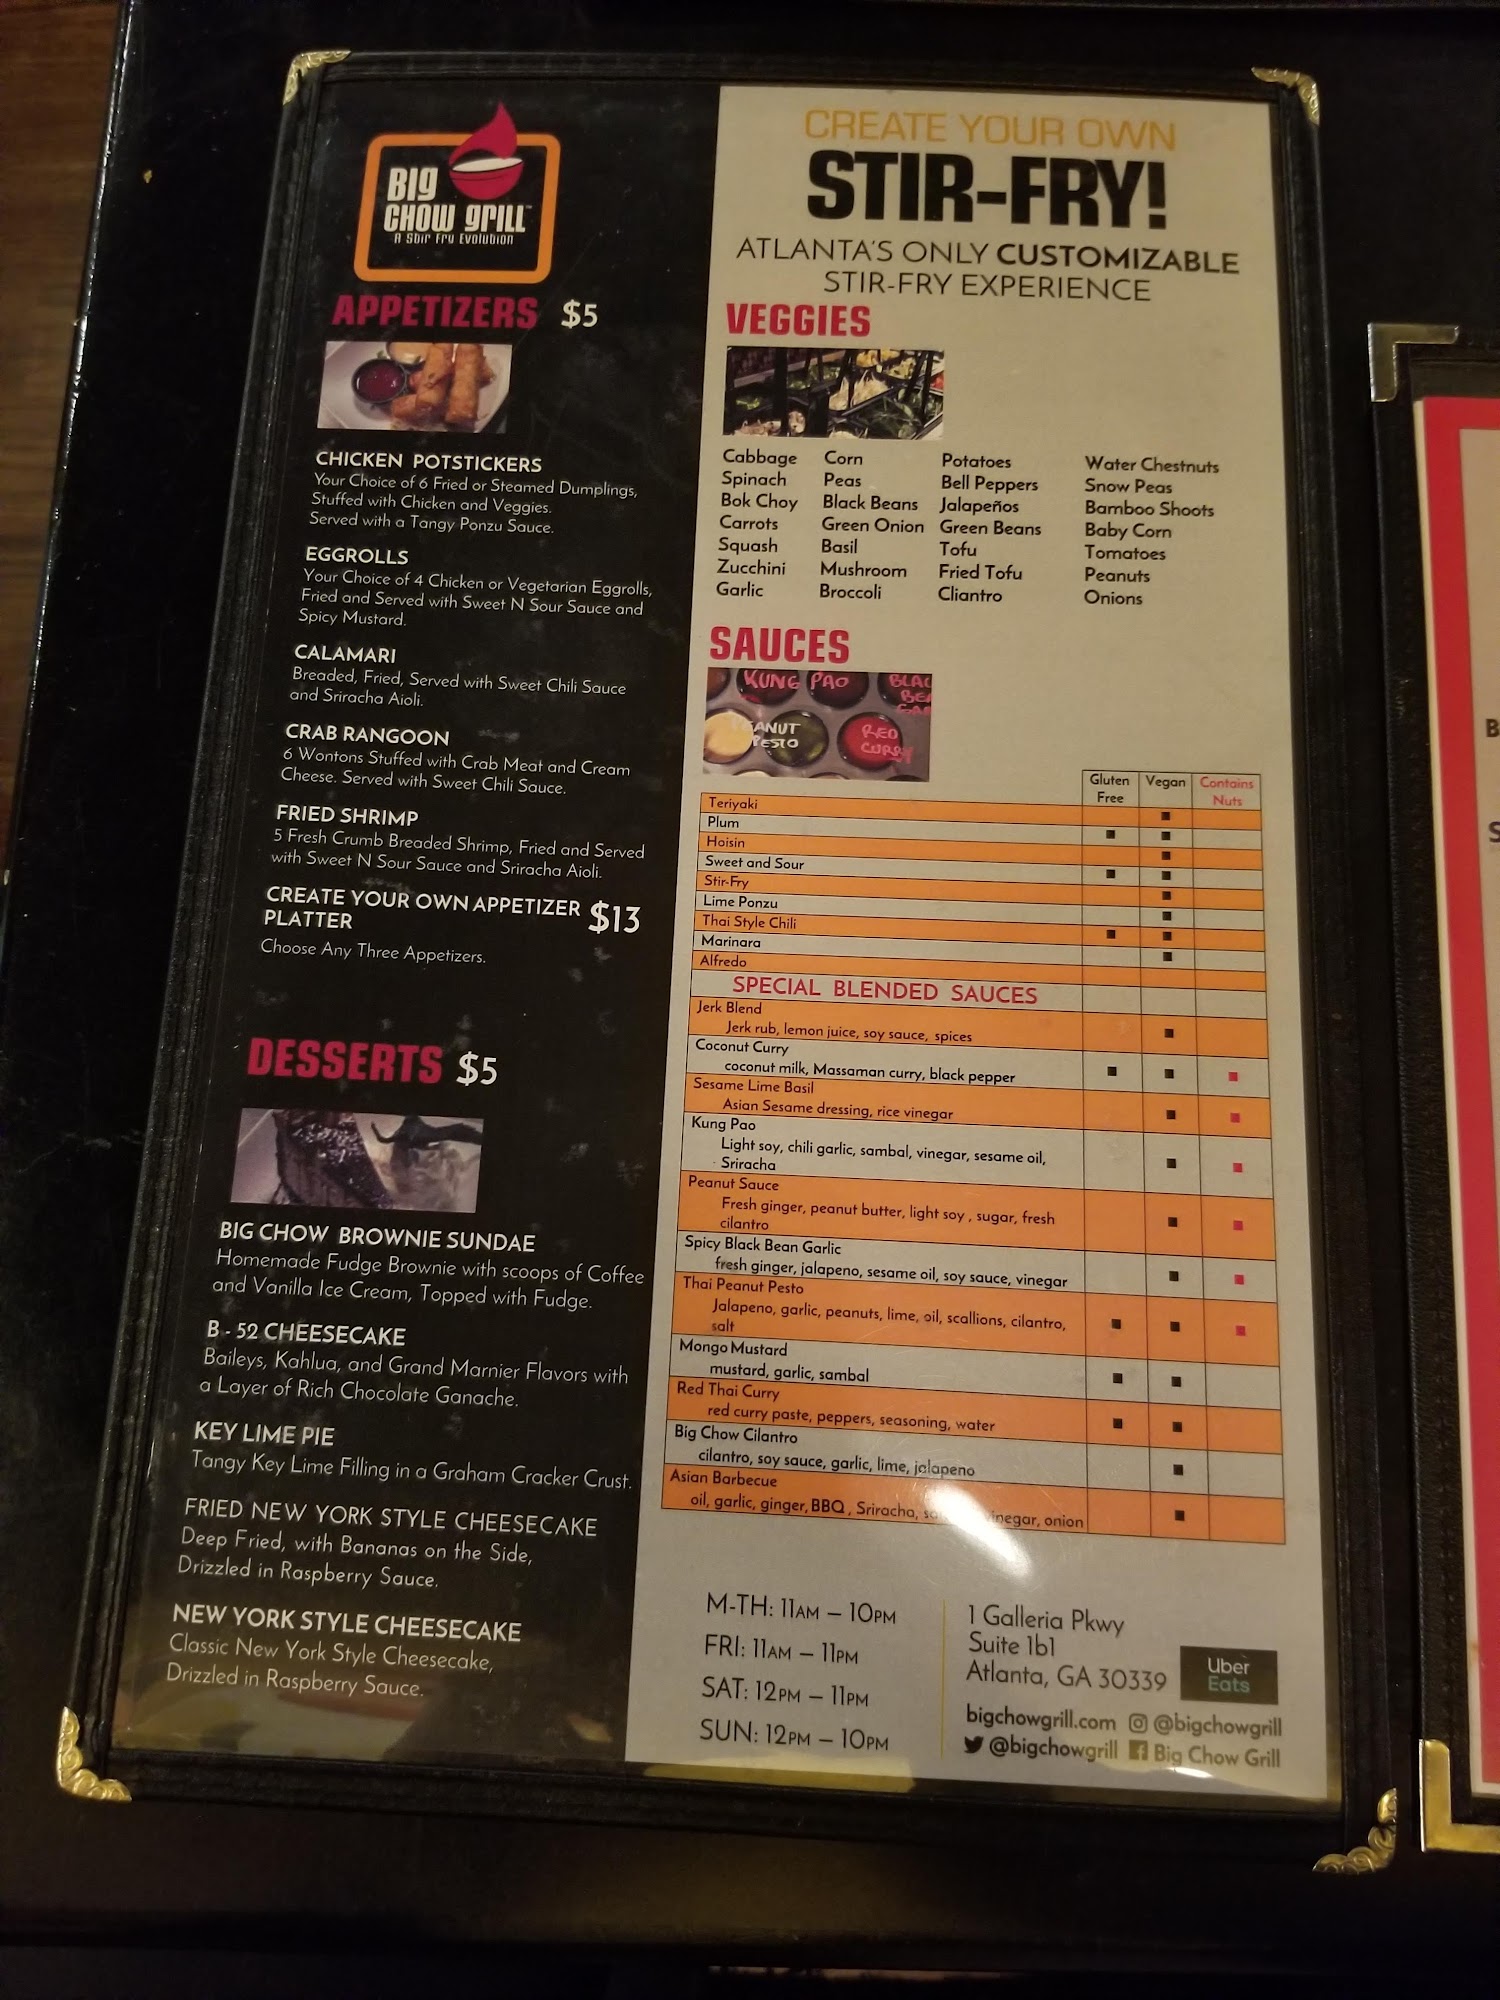 BIG
CHOW GRILL™
A Stir Fry Evolution
APPETIZERS $5
CHICKEN POTSTICKERS
Your Choice of 6 Fried or Steamed Dumplings,
Stuffed with Chicken and Veggies.
Served with a Tangy Ponzu Sauce.
EGGROLLS
Your Choice of 4 Chicken or Vegetarian Eggrolls,
Fried and Served with Sweet N Sour Sauce and
Spicy Mustard.
CALAMARI
Breaded, Fried, Served with Sweet Chili Sauce
and Sriracha Aioli.
CRAB RANGOON
6 Wontons Stuffed with Crab Meat and Cream
Cheese. Served with Sweet Chili Sauce.
FRIED SHRIMP
5 Fresh Crumb Breaded Shrimp, Fried and Served
with Sweet N Sour Sauce and Sriracha Aioli.
CREATE YOUR OWN APPETIZER $13
PLATTER
Choose Any Three Appetizers.
DESSERTS $5
BIG CHOW BROWNIE SUNDAE
Homemade Fudge Brownie with scoops of Coffee
and Vanilla Ice Cream, Topped with Fudge.
B - 52 CHEESECAKE
Baileys, Kahlua, and Grand Marnier Flavors with
a Layer of Rich Chocolate Ganache.
KEY LIME PIE
Tangy Key Lime Filling in a Graham Cracker Crust.
FRIED NEW YORK STYLE CHEESECAKE
Deep Fried, with Bananas on the Side,
Drizzled in Raspberry Sauce.
NEW YORK STYLE CHEESECAKE
Classic New York Style Cheesecake,
Drizzled in Raspberry Sauce.
CREATE YOUR OWN
STIR-FRY!
ATLANTA'S ONLY CUSTOMIZABLE
STIR-FRY EXPERIENCE
VEGGIES
Cabbage Corn Potatoes Water Chestnuts
Spinach Peas Bell Peppers Snow Peas
Bok Choy Black Beans Jalapeños Bamboo Shoots
Carrots Green Onion Green Beans Baby Corn
Squash Basil Tofu Tomatoes
Zucchini Mushroom Fried Tofu Peanuts
Garlic Broccoli Cliantro Onions
SAUCES
KUNG PAO
PESTO
RED
CURRY
Gluten Free Vegan Contains Nuts
Teriyaki ■
Plum ■ ■
Hoisin ■
Sweet and Sour ■ ■
Stir-Fry ■
Lime Ponzu ■
Thai Style Chili ■ ■
Marinara ■
Alfredo
SPECIAL BLENDED SAUCES
Jerk Blend
Jerk rub, lemon juice, soy sauce, spices ■
Coconut Curry
coconut milk, Massaman curry, black pepper ■ ■ ■
Sesame Lime Basil
Asian Sesame dressing, rice vinegar ■ ■
Kung Pao
Light soy, chili garlic, sambal, vinegar, sesame oil,
Sriracha ■ ■
Peanut Sauce
Fresh ginger, peanut butter, light soy , sugar, fresh
cilantro ■ ■
Spicy Black Bean Garlic
fresh ginger, jalapeno, sesame oil, soy sauce, vinegar ■ ■
Thai Peanut Pesto
Jalapeno, garlic, peanuts, lime, oil, scallions, cilantro,
salt ■ ■ ■
Mongo Mustard
mustard, garlic, sambal ■ ■
Red Thai Curry
red curry paste, peppers, seasoning, water ■ ■
Big Chow Cilantro
cilantro, soy sauce, garlic, lime, jalapeno ■
Asian Barbecue
oil, garlic, ginger, BBQ , Sriracha, vinegar, onion ■
M-TH: 11AM – 10PM
FRI: 11AM – 11PM
SAT: 12PM – 11PM
SUN: 12PM – 10PM
1 Galleria Pkwy
Suite 1b1
Atlanta, GA 30339
Uber
Eats
bigchowgrill.com @bigchowgrill
@bigchowgrill Big Chow Grill